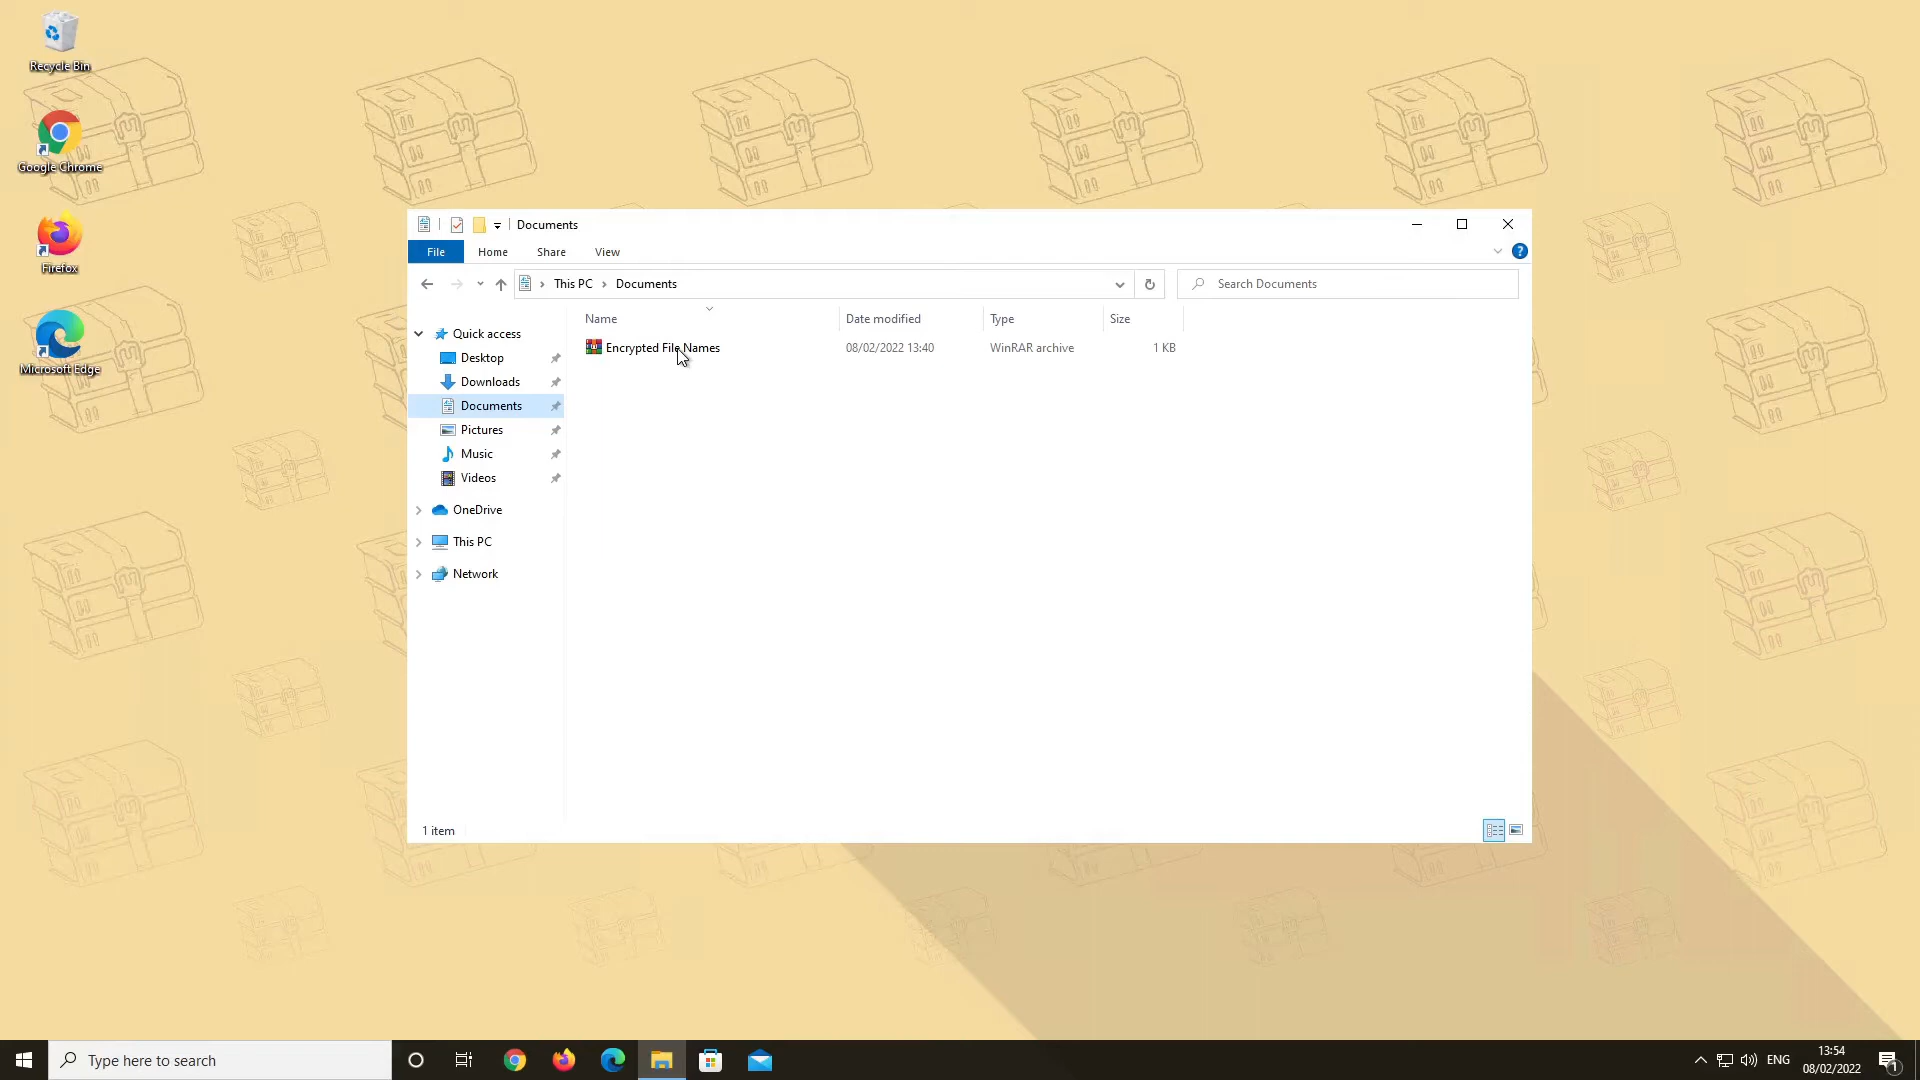 Recycle Bin
Google Chrome
Firefox
Microsoft Edge
Documents
File Home Share View
This PC Documents
Search Documents
Name Date modified Type Size
Encrypted File Names 08/02/2022 13:40 WinRAR archive 1 KB
Quick access
Desktop
Downloads
Documents
Pictures
Music
Videos
OneDrive
This PC
Network
1 item
Type here to search
ENG
13:54
08/02/2022
1